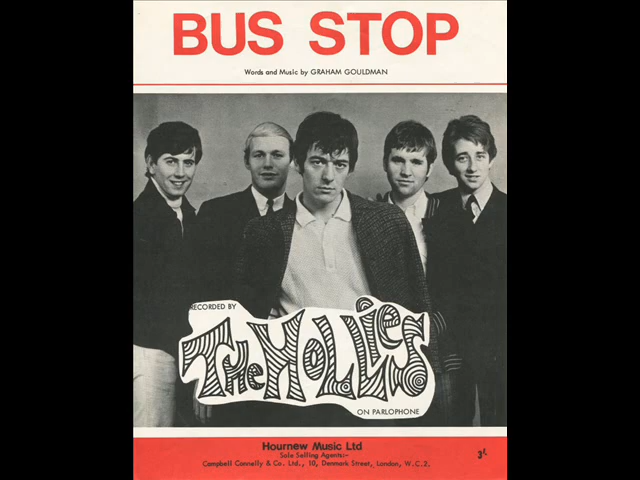 BUS STOP
Words and Music by GRAHAM GOULDMAN
RECORDED BY
THE HOLLIES
ON PARLOPHONE
Hournew Music Ltd
Sole Selling Agents:-
Campbell Connelly & Co. Ltd., 10, Denmark Street, London, W.C.2.
3/-